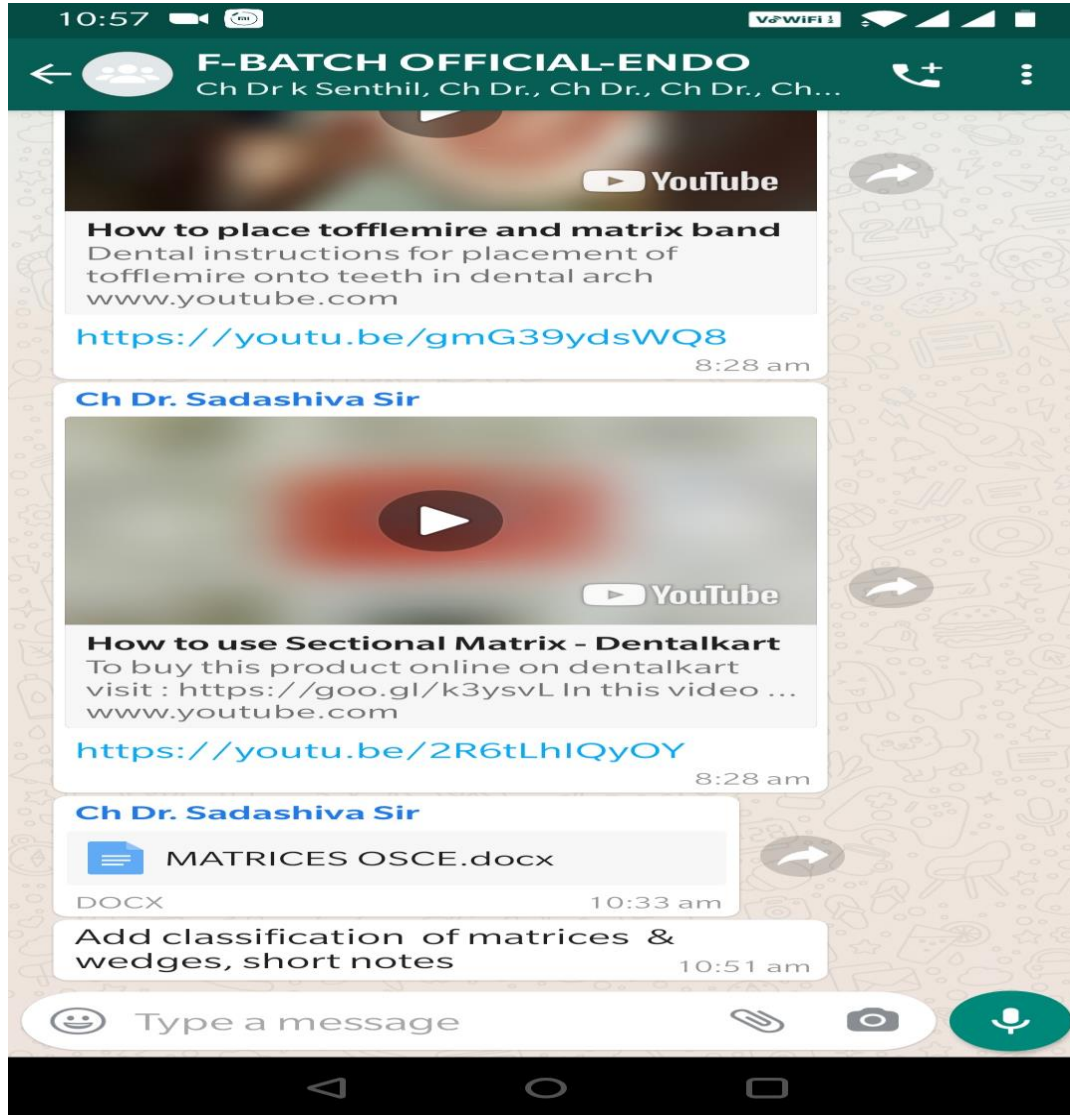 10:57
VoWiFi
F-BATCH OFFICIAL-ENDO
Ch Dr k Senthil, Ch Dr., Ch Dr., Ch Dr., Ch...
YouTube
How to place tofflemire and matrix band
Dental instructions for placement of
tofflemire onto teeth in dental arch
www.youtube.com
https://youtu.be/gmG39ydsWQ8
8:28 am
Ch Dr. Sadashiva Sir
YouTube
How to use Sectional Matrix - Dentalkart
To buy this product online on dentalkart
visit : https://goo.gl/k3ysvL In this video ...
www.youtube.com
https://youtu.be/2R6tLhIQyOY
8:28 am
Ch Dr. Sadashiva Sir
MATRICES OSCE.docx
DOCX 10:33 am
Add classification of matrices &
wedges, short notes 10:51 am
Type a message